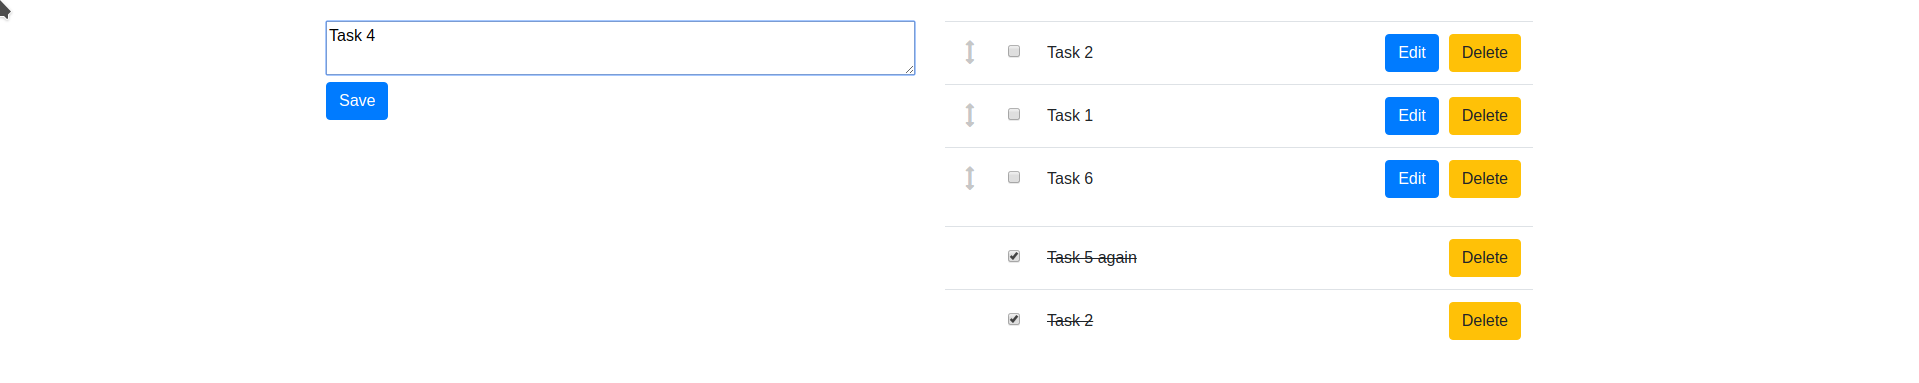 Task 4
Save
Task 2 Edit Delete
Task 1 Edit Delete
Task 6 Edit Delete
Task 5 again Delete
Task 2 Delete